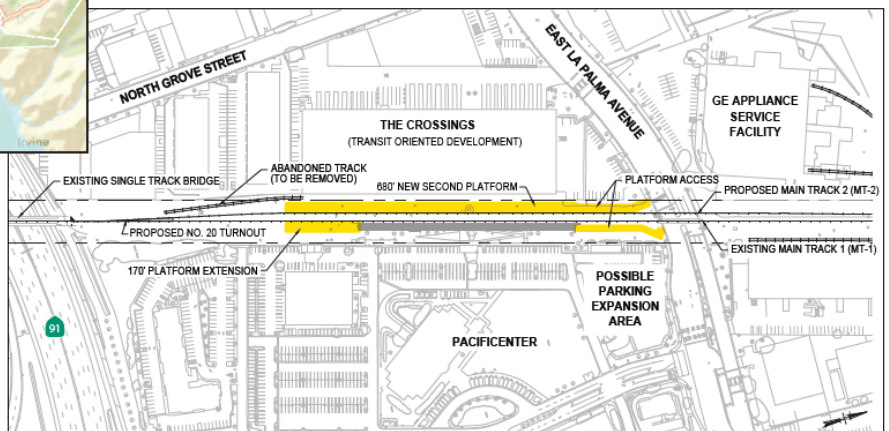 Irvine
NORTH GROVE STREET
EAST LA PALMA AVENUE
GE APPLIANCE
SERVICE
FACILITY
THE CROSSINGS
(TRANSIT ORIENTED DEVELOPMENT)
ABANDONED TRACK
(TO BE REMOVED)
EXISTING SINGLE TRACK BRIDGE
680' NEW SECOND PLATFORM
PLATFORM ACCESS
PROPOSED MAIN TRACK 2 (MT-2)
PROPOSED NO. 20 TURNOUT
EXISTING MAIN TRACK 1 (MT-1)
170' PLATFORM EXTENSION
POSSIBLE
PARKING
EXPANSION
AREA
91
PACIFICENTER